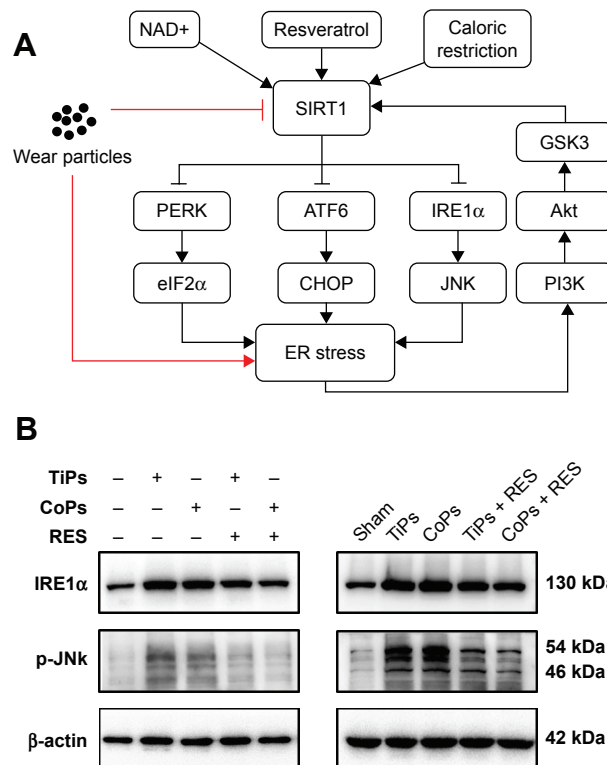 A
NAD+
Resveratrol
Caloric
restriction
SIRT1
Wear particles
GSK3
PERK
ATF6
IRE1α
Akt
eIF2α
CHOP
JNK
PI3K
ER stress
B
TiPs – + – + –
CoPs – – + – +
RES – – – + +
Sham
TiPs
CoPs
TiPs + RES
CoPs + RES
IRE1α
130 kDa
p-JNk
54 kDa
46 kDa
β-actin
42 kDa